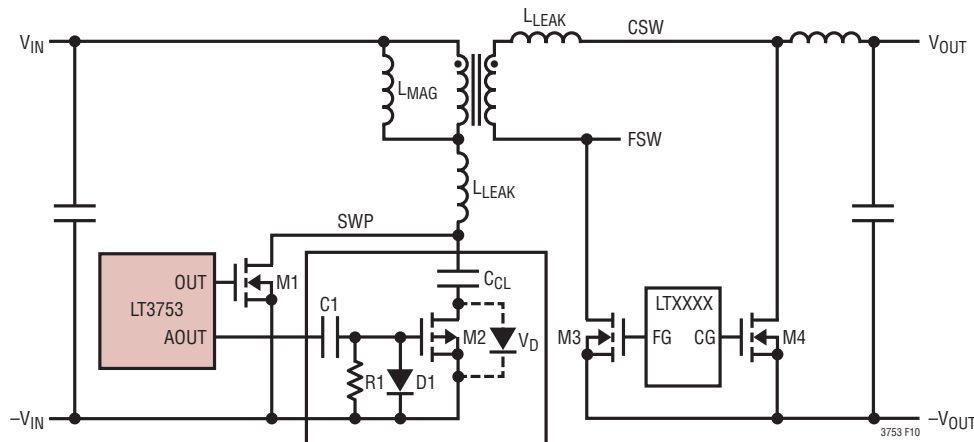 LLEAK
CSW
VIN
VOUT
LMAG
FSW
LLEAK
SWP
CCL
OUT
M1
LT3753
LTXXXX
C1
AOUT
M2
VD
M3
FG
CG
M4
R1
D1
–VIN
–VOUT
3753 F10